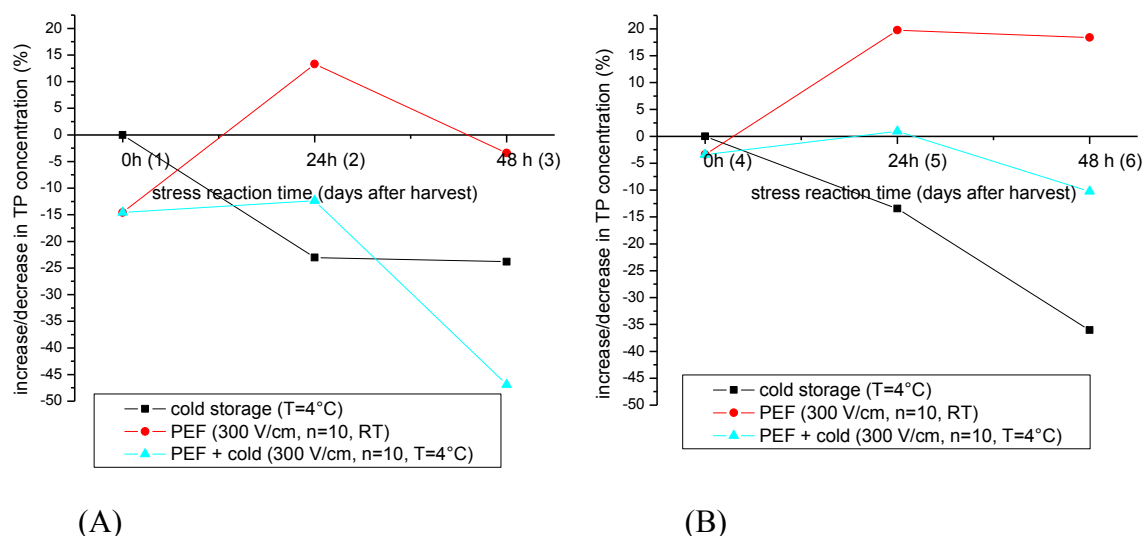 increase/decrease in TP concentration (%)
20
15
10
5
0
-5
-10
-15
-20
-25
-30
-35
-40
-45
-50
0h (1)
24h (2)
48 h (3)
stress reaction time (days after harvest)
cold storage (T=4°C)
PEF (300 V/cm, n=10, RT)
PEF + cold (300 V/cm, n=10, T=4°C)
(A)
increase/decrease in TP concentration (%)
20
15
10
5
0
-5
-10
-15
-20
-25
-30
-35
-40
-45
-50
0h (4)
24h (5)
48 h (6)
stress reaction time (days after harvest)
cold storage (T=4°C)
PEF (300 V/cm, n=10, RT)
PEF + cold (300 V/cm, n=10, T=4°C)
(B)